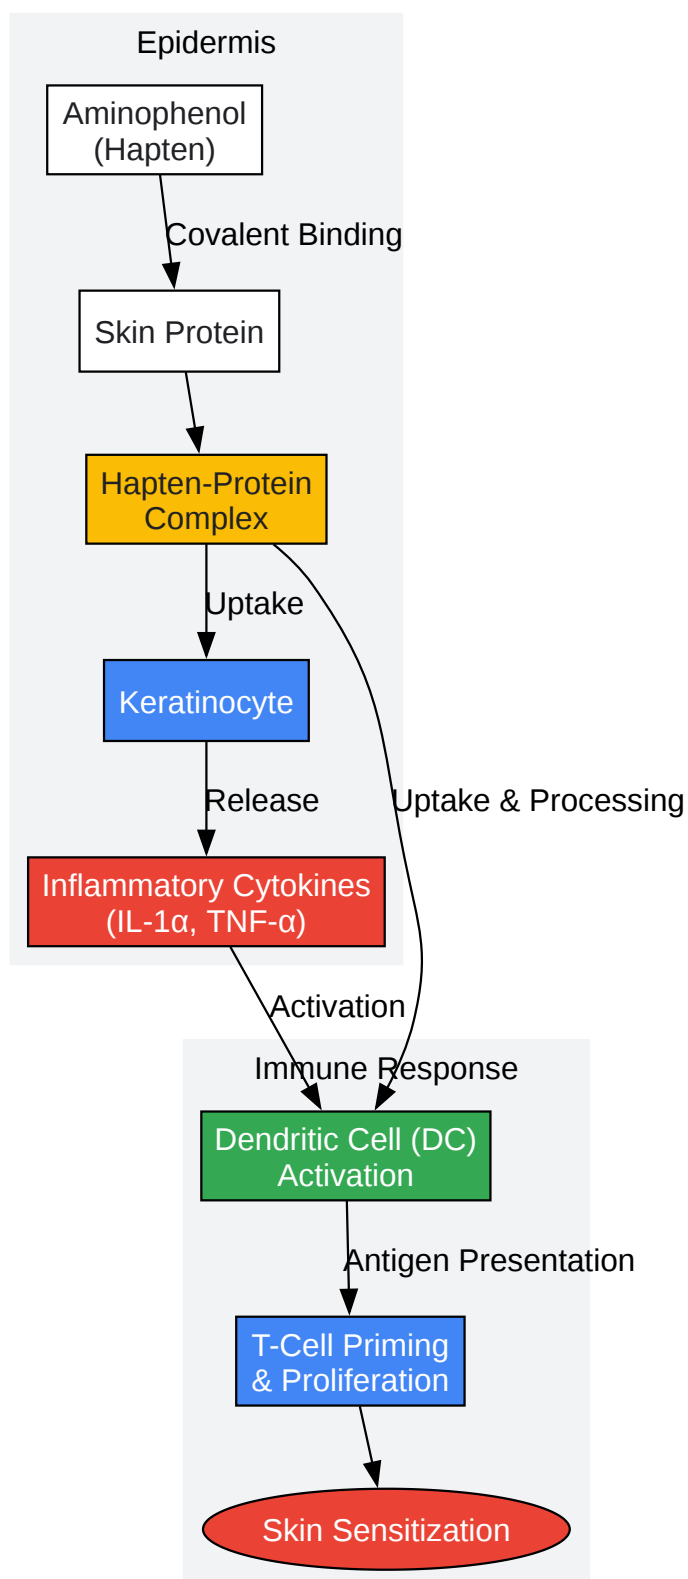 Epidermis
Aminophenol
(Hapten)
Covalent Binding
Skin Protein
Hapten-Protein
Complex
Uptake
Keratinocyte
Release
Uptake & Processing
Inflammatory Cytokines
(IL-1α, TNF-α)
Activation
Immune Response
Dendritic Cell (DC)
Activation
Antigen Presentation
T-Cell Priming
& Proliferation
Skin Sensitization